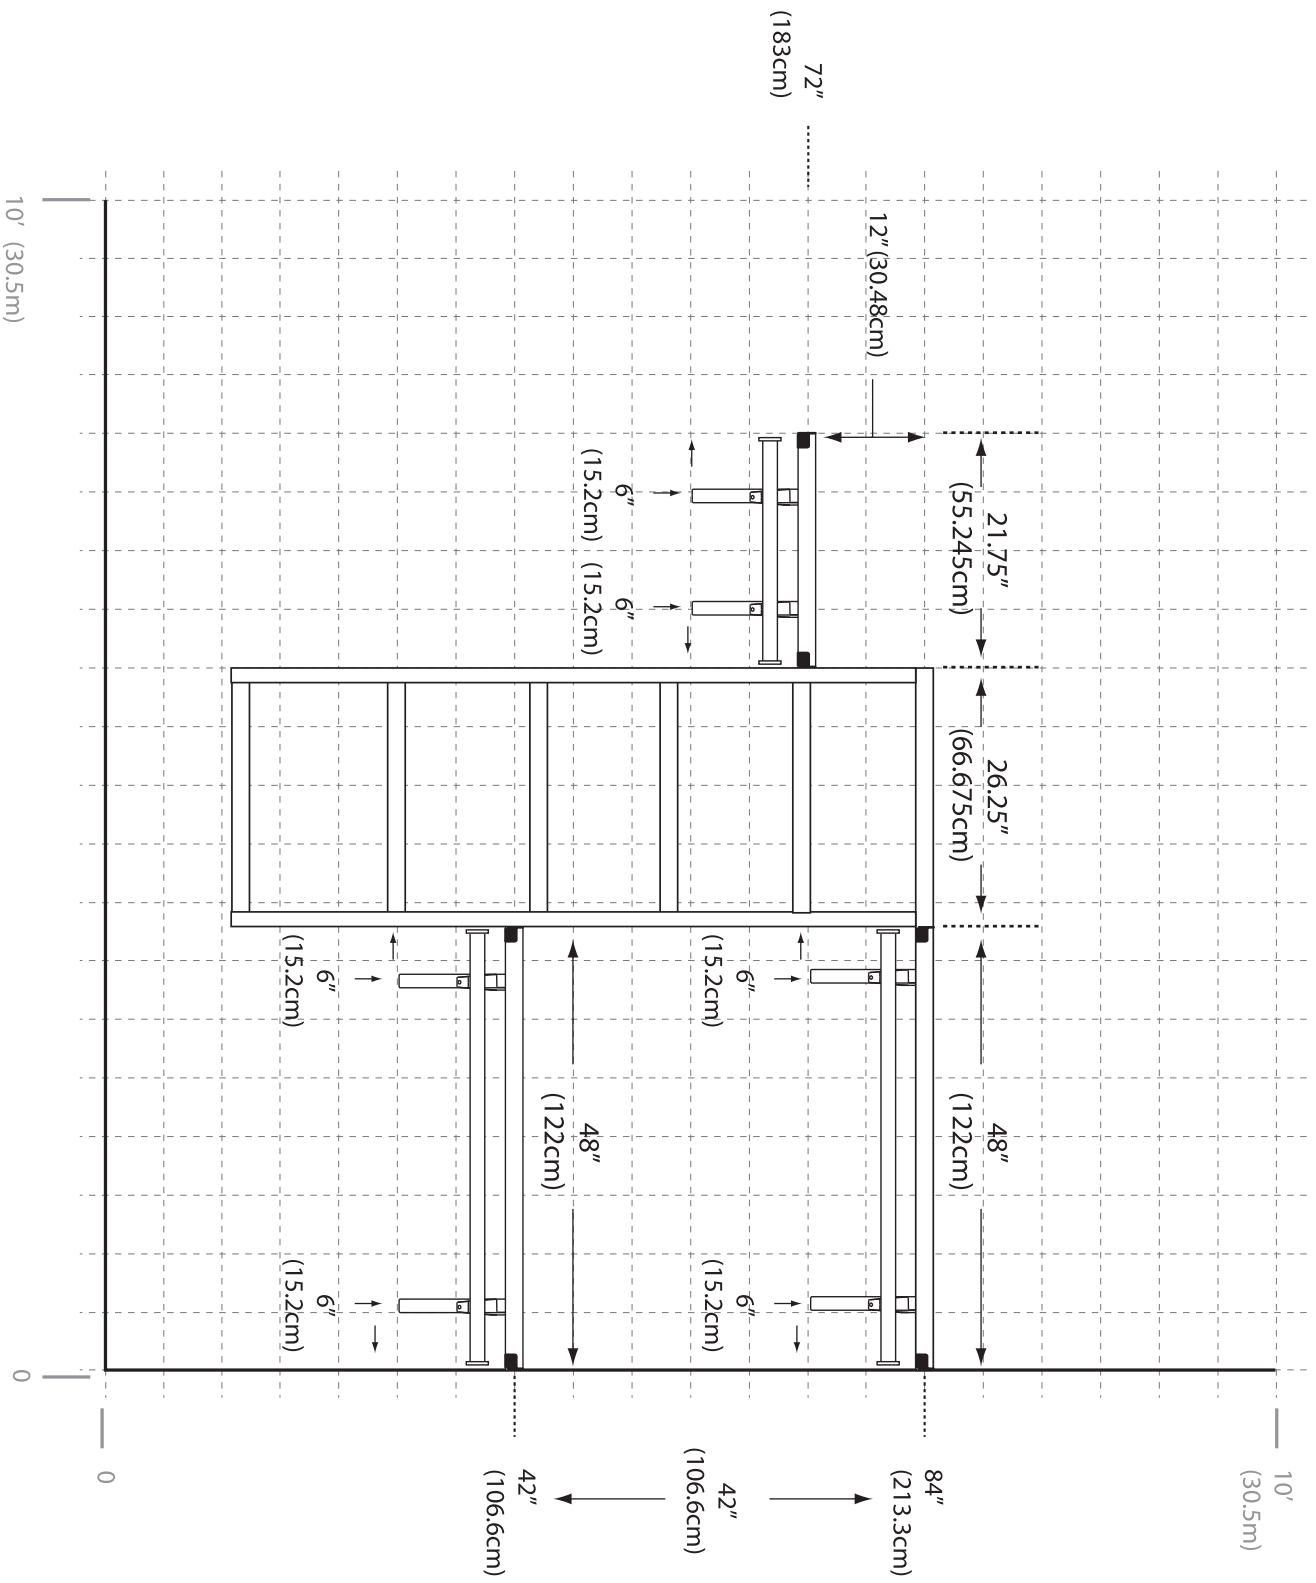 10’
(30.5m)
84”
(213.3cm)
42”
(106.6cm)
42”
(106.6cm)
0
0
10’ (30.5m)
72”
(183cm)
12” (30.48cm)
21.75”
(55.245cm)
26.25”
(66.675cm)
48”
(122cm)
48”
(122cm)
6”
(15.2cm)
6”
(15.2cm)
6”
(15.2cm)
6”
(15.2cm)
6”
(15.2cm)
6”
(15.2cm)